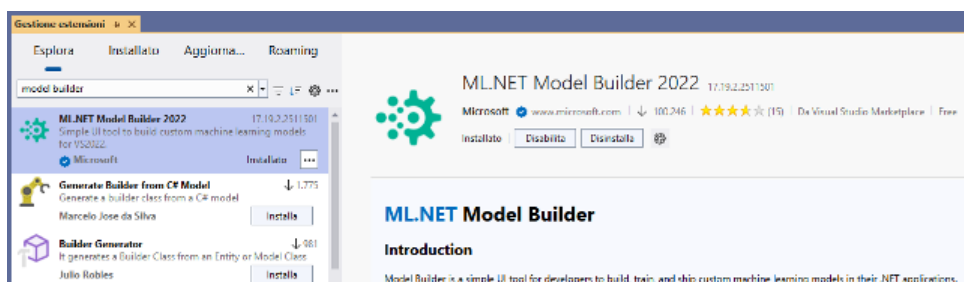 Gestione estensioni
Esplora Installato Aggiorna... Roaming
model builder
ML.NET Model Builder 2022 17.19.2.2511501
Simple UI tool to build custom machine learning models
for VS2022.
Microsoft Installato
Generate Builder from C# Model 1.775
Generate a builder class from a C# model
Marcelo Jose da Silva Installa
Builder Generator 981
It generates a Builder Class from an Entity or Model Class
Julio Robles Installa
ML.NET Model Builder 2022 17.19.2.2511501
Microsoft www.microsoft.com 100.246 (15) Da Visual Studio Marketplace Free
Installato Disabilita Disinstalla
ML.NET Model Builder
Introduction
Model Builder is a simple UI tool for developers to build, train, and ship custom machine learning models in their .NET applications.